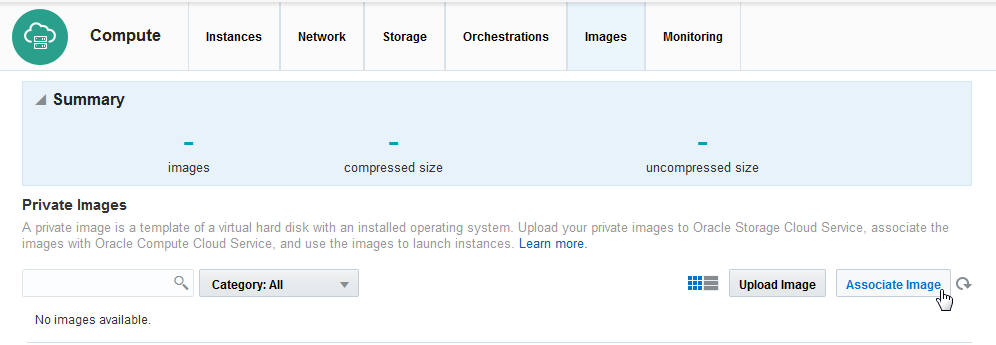 Compute Instances Network Storage Orchestrations Images Monitoring
Summary
- - -
images compressed size uncompressed size
Private Images
A private image is a template of a virtual hard disk with an installed operating system. Upload your private images to Oracle Storage Cloud Service, associate the
images with Oracle Compute Cloud Service, and use the images to launch instances. Learn more.
Category: All Upload Image Associate Image
No images available.